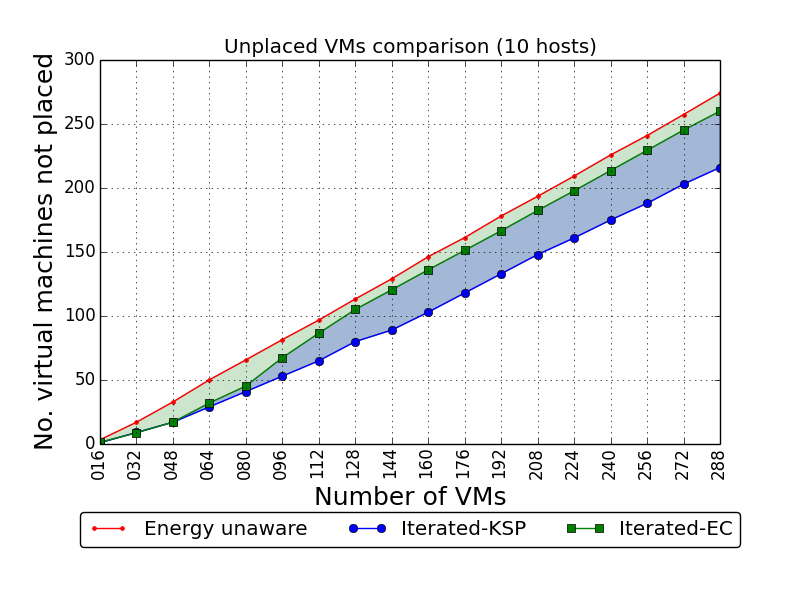 Unplaced VMs comparison (10 hosts)
No. virtual machines not placed
300
250
200
150
100
50
0
016 032 048 064 080 096 112 128 144 160 176 192 208 224 240 256 272 288
Number of VMs
Energy unaware Iterated-KSP Iterated-EC